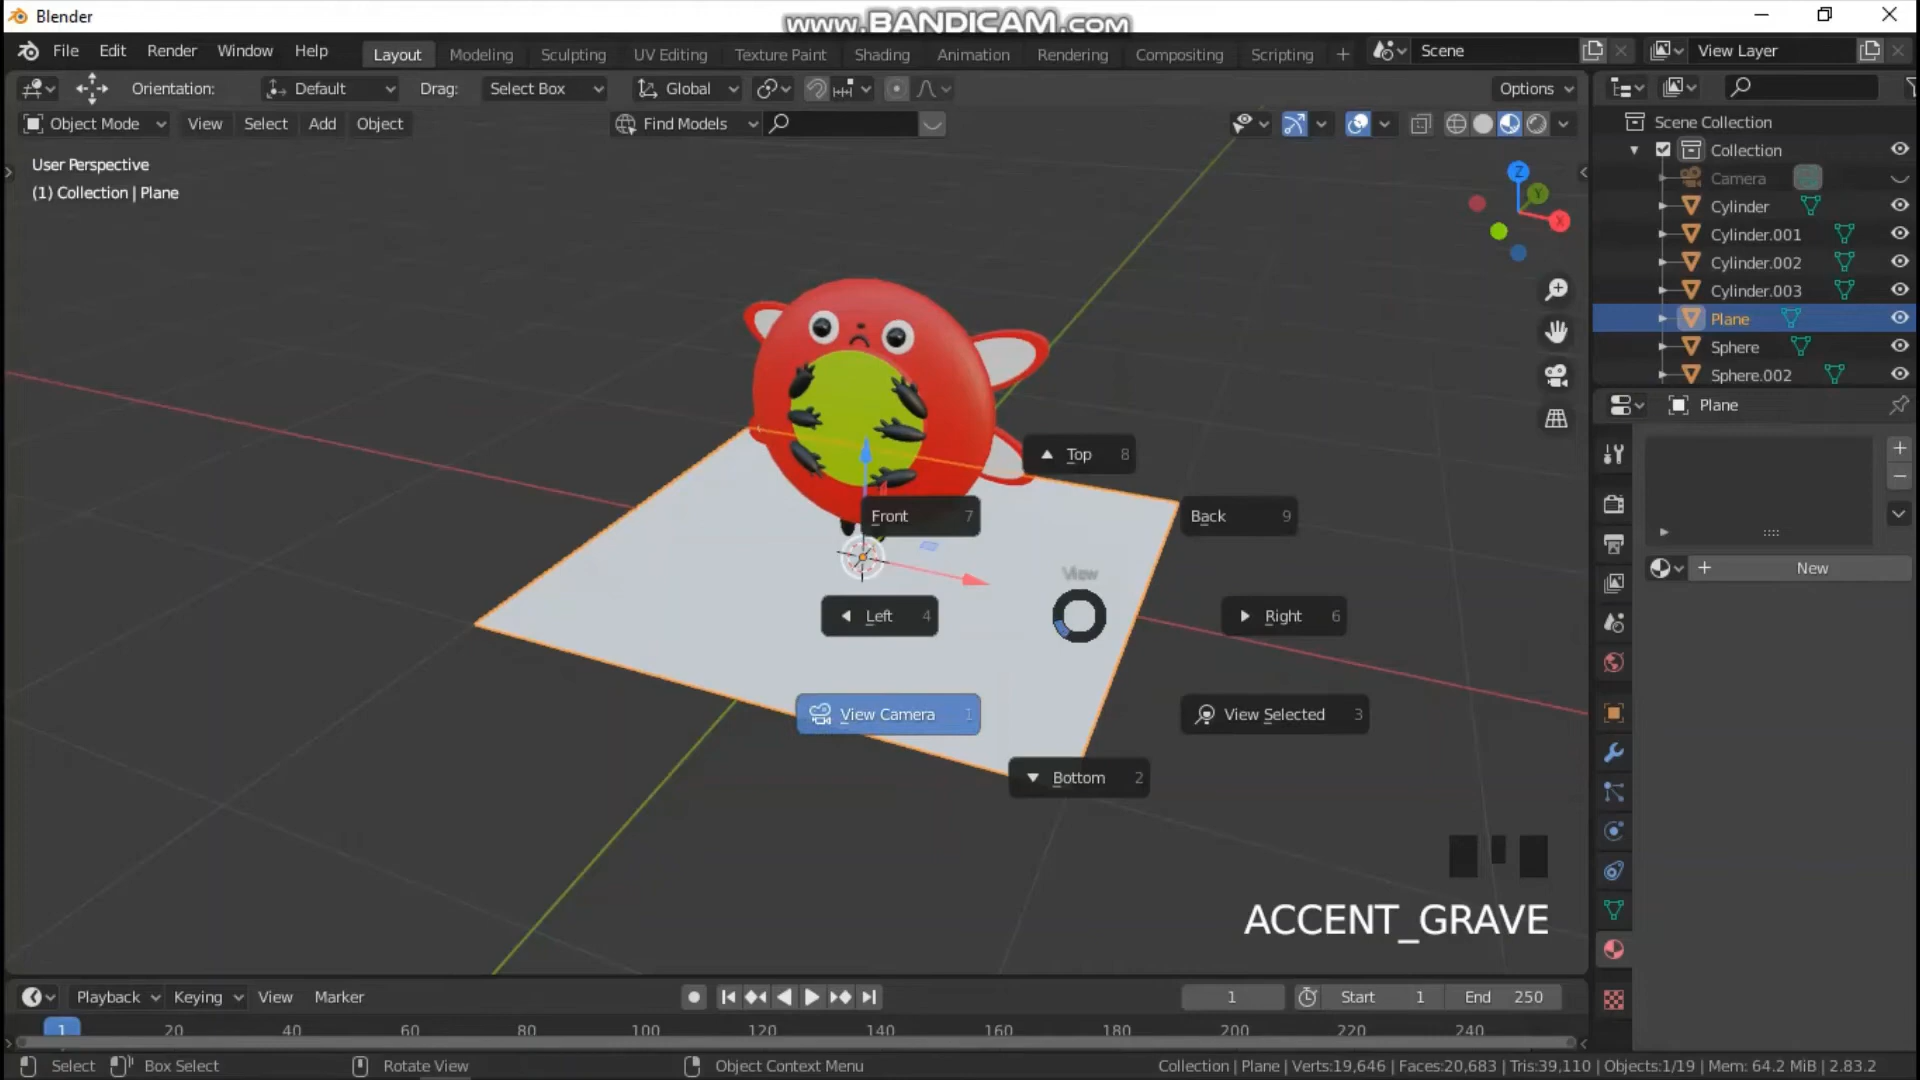 Blender
www.BANDICAM.com
File Edit Render Window Help
Layout Modeling Sculpting UV Editing Texture Paint Shading Animation Rendering Compositing Scripting +
Scene
View Layer
Orientation: Default Drag: Select Box Global Options
Object Mode View Select Add Object Find Models
User Perspective
(1) Collection | Plane
Z
Y
X
Scene Collection
Collection
Camera
Cylinder
Cylinder.001
Cylinder.002
Cylinder.003
Plane
Sphere
Sphere.002
Plane
New
Top 8
Front 7
Back 9
View
Left 4
Right 6
View Camera 1
View Selected 3
Bottom 2
ACCENT_GRAVE
Playback Keying View Marker 1 Start 1 End 250
1 20 40 60 80 100 120 140 160 180 200 220 240
Select Box Select Rotate View Object Context Menu Collection | Plane | Verts:19,646 | Faces:20,683 | Tris:39,110 | Objects:1/19 | Mem: 64.2 MiB | 2.83.2